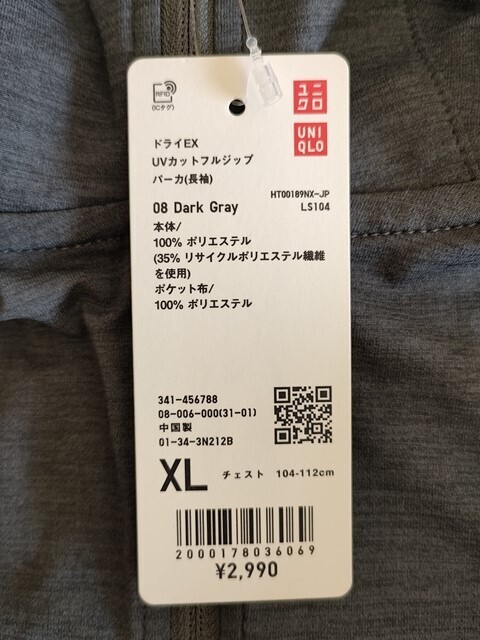 RFID
(ICタグ)
ユニ
クロ
UNI
QLO
ドライEX
UVカットフルジップ
パーカ(長袖)
HT00189NX-JP
08 Dark Gray
LS104
本体/
100% ポリエステル
(35% リサイクルポリエステル繊維
を使用)
ポケット布/
100% ポリエステル
341-456788
08-006-000(31-01)
中国製
01-34-3N212B
XL チェスト 104-112cm
2000178036069
¥2,990